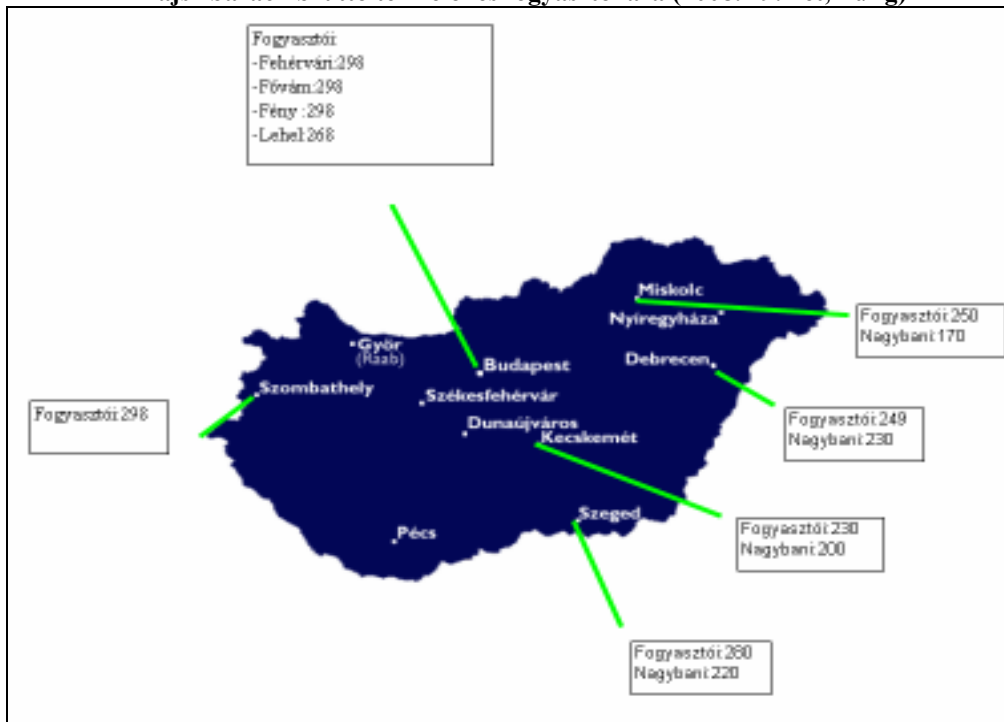 Fogyasztói:
-Fehérvári:298
-Fővám:298
-Fény :298
-Lehel:268
Miskolc
Nyíregyháza
Fogyasztói:250
Nagybani:170
Győr
(Raab)
Budapest
Debrecen
Szombathely
Székesfehérvár
Fogyasztói:298
Dunaújváros
Kecskemét
Fogyasztói:249
Nagybani:230
Szeged
Pécs
Fogyasztói:230
Nagybani:200
Fogyasztói:280
Nagybani:220